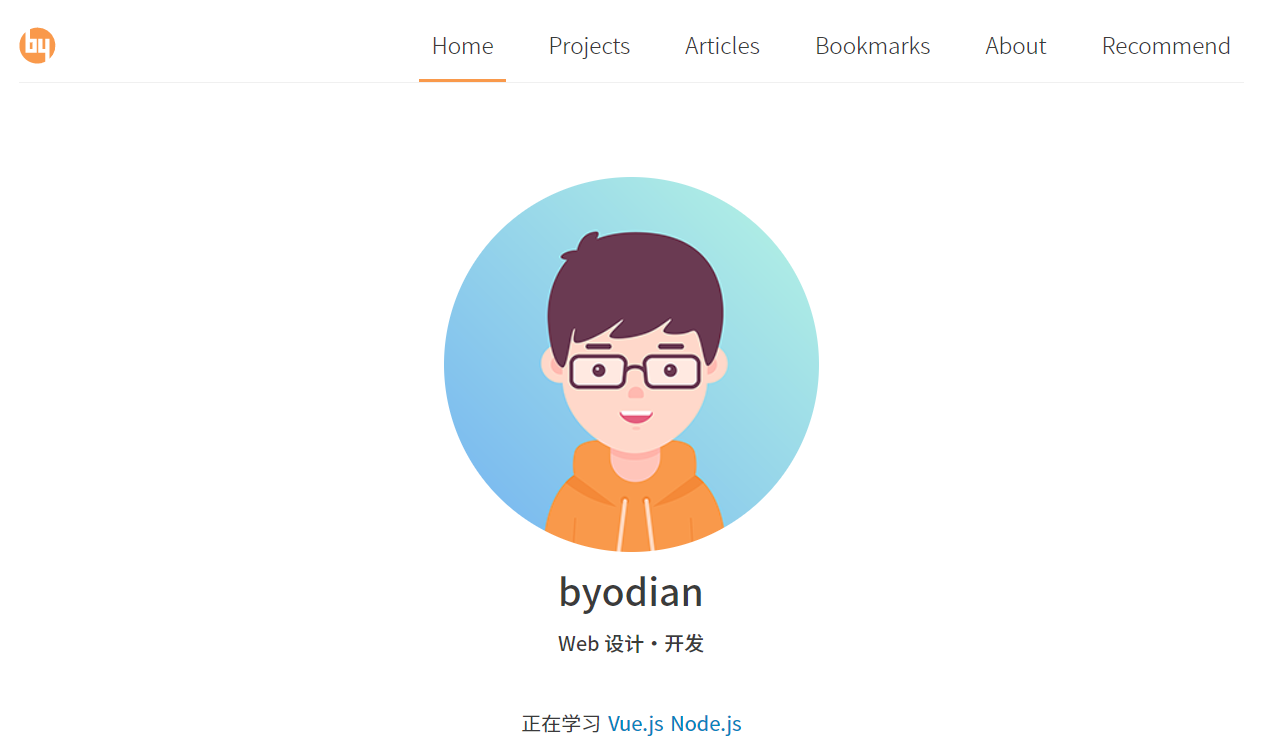 by
Home Projects Articles Bookmarks About Recommend
byodian
Web 设计·开发
正在学习 Vue.js Node.js